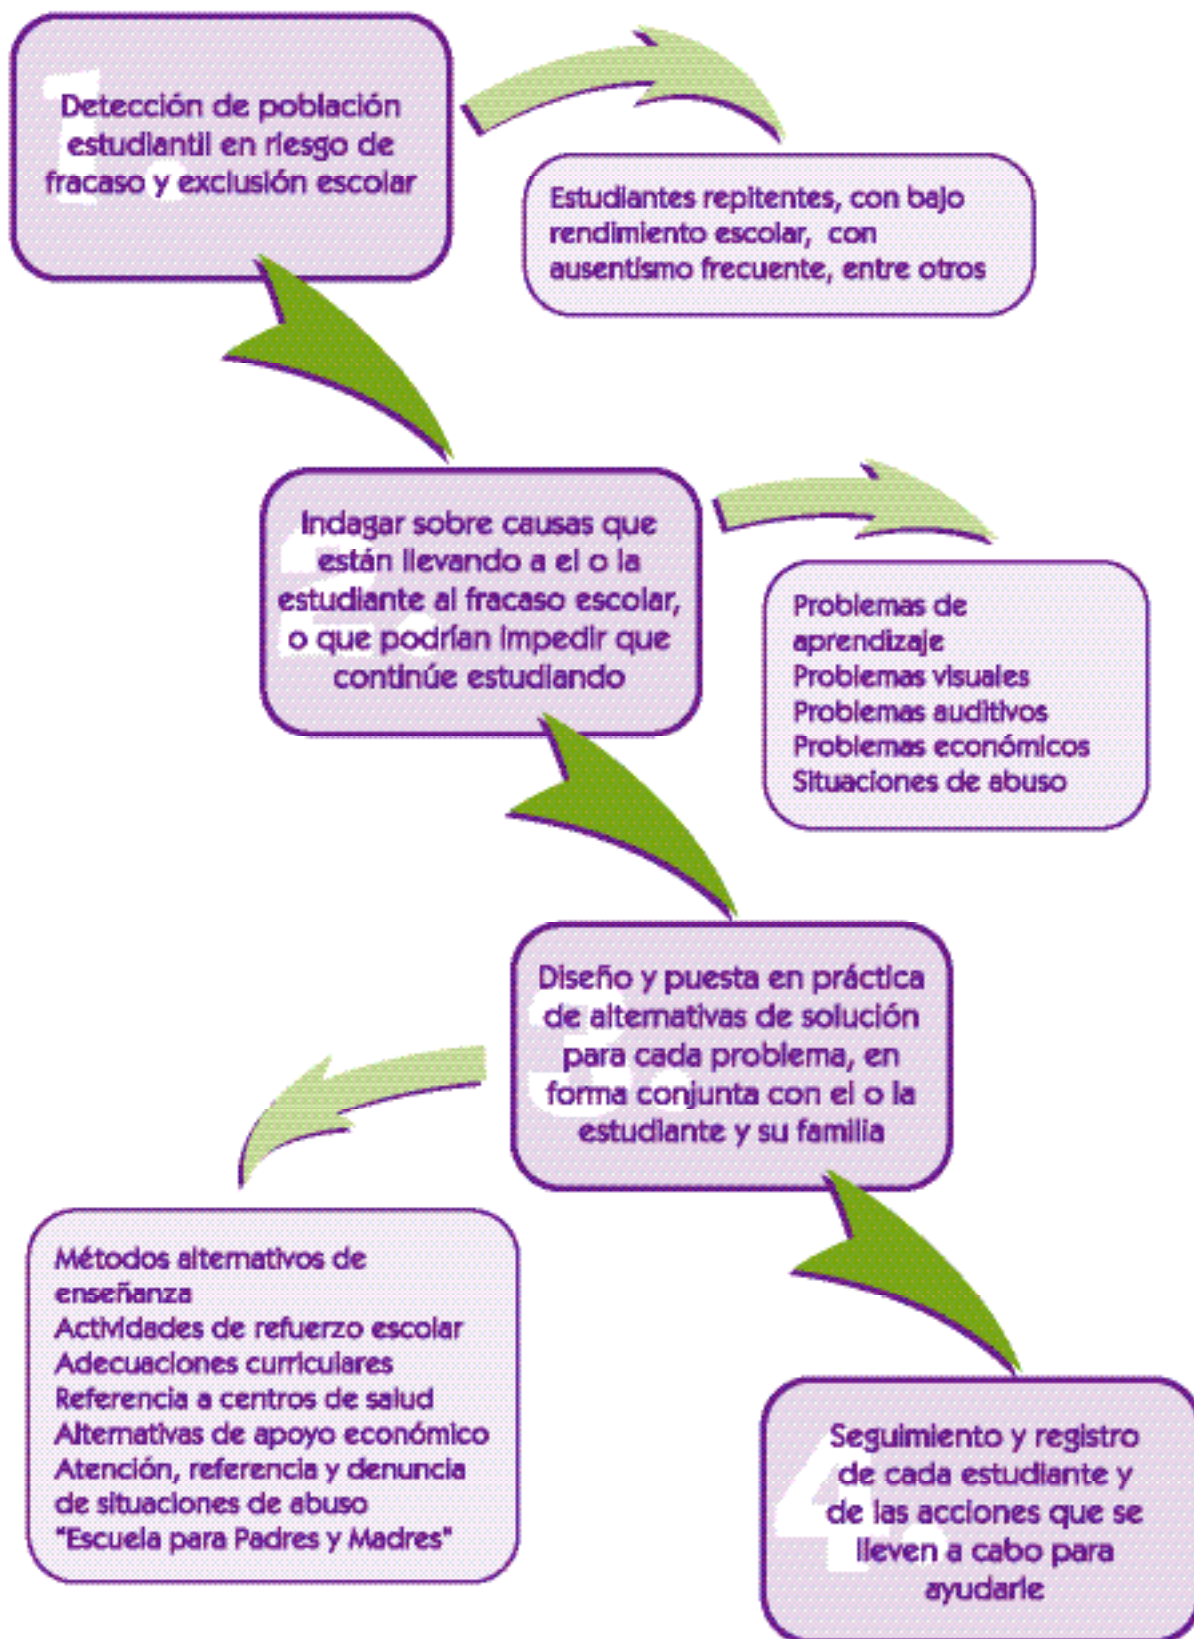 1.
Detección de población
estudiantil en riesgo de
fracaso y exclusión escolar
Estudiantes repitentes, con bajo
rendimiento escolar, con
ausentismo frecuente, entre otros
2.
Indagar sobre causas que
están llevando a el o la
estudiante al fracaso escolar,
o que podrían impedir que
continúe estudiando
Problemas de
aprendizaje
Problemas visuales
Problemas auditivos
Problemas económicos
Situaciones de abuso
3.
Diseño y puesta en práctica
de alternativas de solución
para cada problema, en
forma conjunta con el o la
estudiante y su familia
Métodos alternativos de
enseñanza
Actividades de refuerzo escolar
Adecuaciones curriculares
Referencia a centros de salud
Alternativas de apoyo económico
Atención, referencia y denuncia
de situaciones de abuso
"Escuela para Padres y Madres"
4.
Seguimiento y registro
de cada estudiante y
de las acciones que se
lleven a cabo para
ayudarle